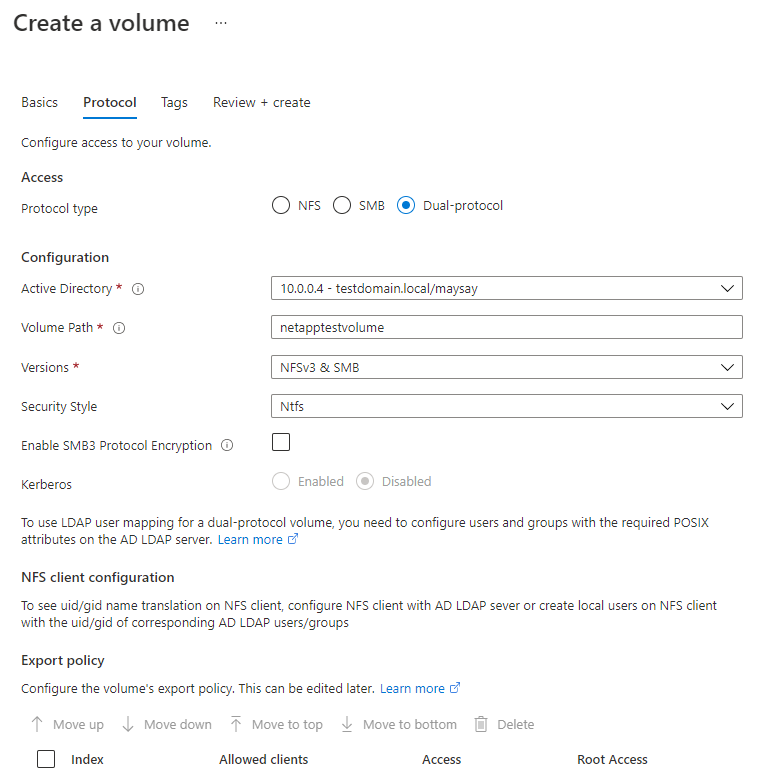 Create a volume ...
Basics Protocol Tags Review + create
Configure access to your volume.
Access
Protocol type NFS SMB Dual-protocol
Configuration
Active Directory * 10.0.0.4 - testdomain.local/maysay
Volume Path * netapptestvolume
Versions * NFSv3 & SMB
Security Style Ntfs
Enable SMB3 Protocol Encryption
Kerberos Enabled Disabled
To use LDAP user mapping for a dual-protocol volume, you need to configure users and groups with the required POSIX
attributes on the AD LDAP server. Learn more
NFS client configuration
To see uid/gid name translation on NFS client, configure NFS client with AD LDAP sever or create local users on NFS client
with the uid/gid of corresponding AD LDAP users/groups
Export policy
Configure the volume's export policy. This can be edited later. Learn more
Move up Move down Move to top Move to bottom Delete
Index Allowed clients Access Root Access